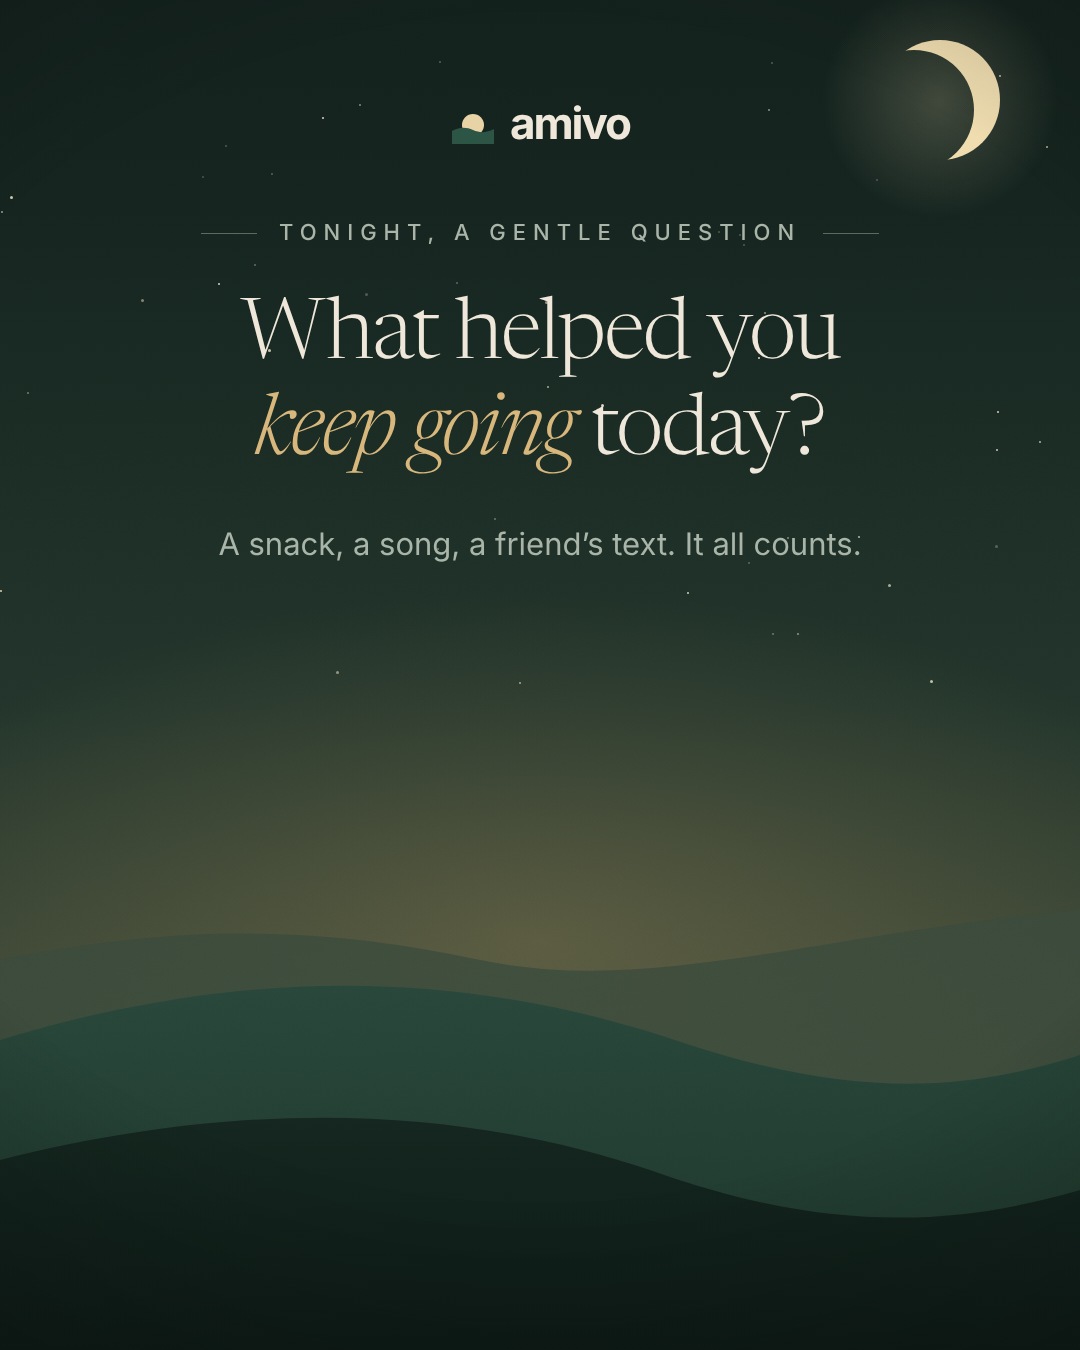 amivo
TONIGHT, A GENTLE QUESTION
What helped you
keep going today?
A snack, a song, a friend’s text. It all counts.